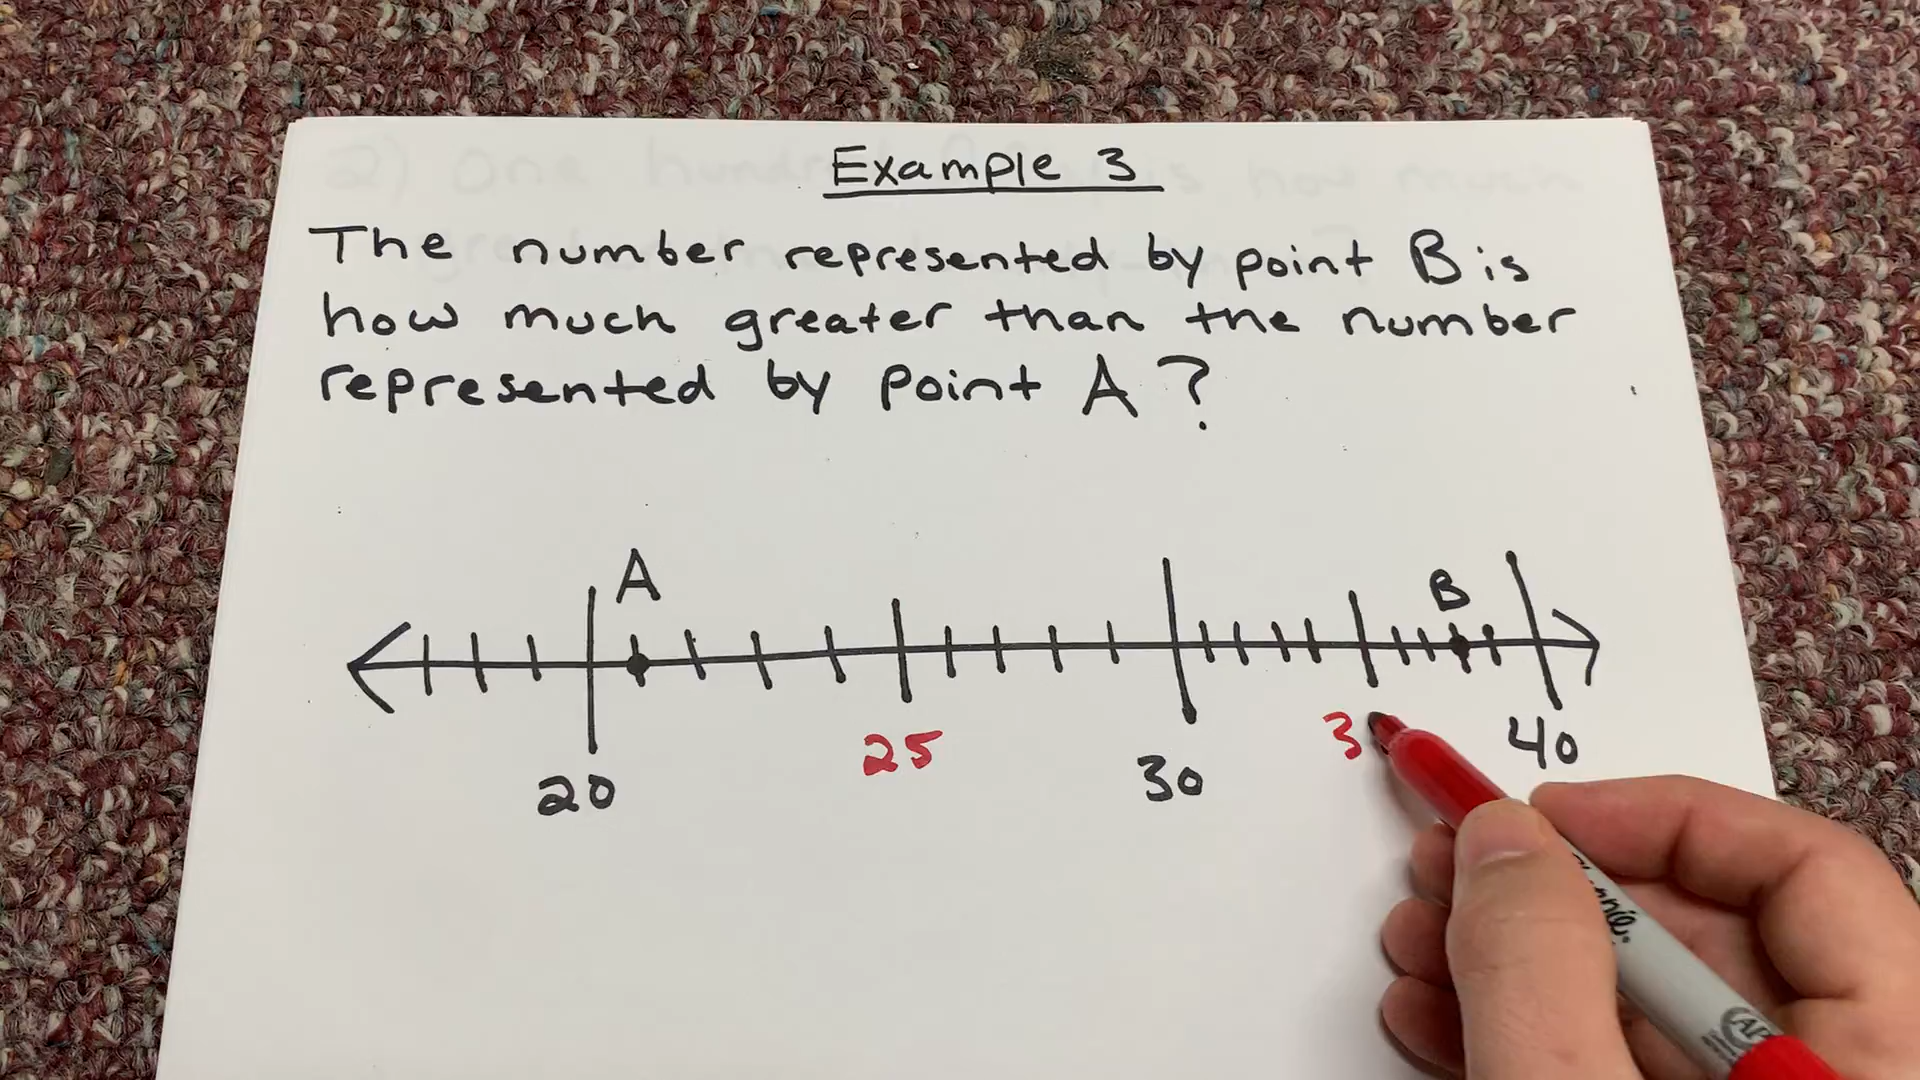 Example 3
The number represented by point B is
how much greater than the number
represented by point A?
A
B
25
3
40
20
30